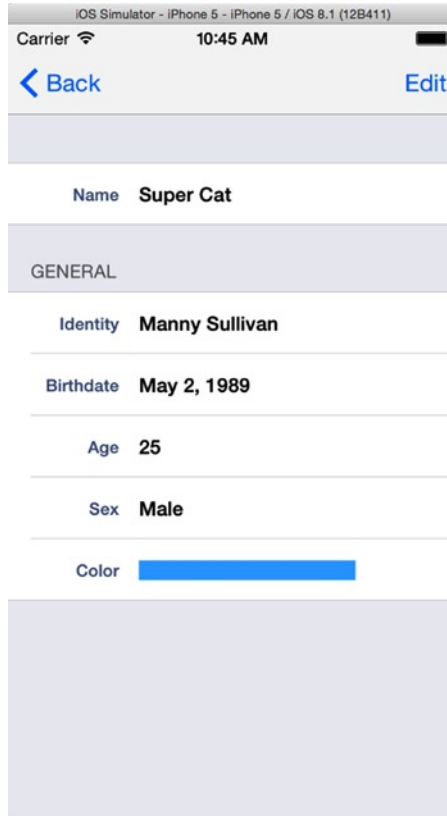 iOS Simulator - iPhone 5 - iPhone 5 / iOS 8.1 (12B411)
Carrier 10:45 AM
Back Edit
Name Super Cat
GENERAL
Identity Manny Sullivan
Birthdate May 2, 1989
Age 25
Sex Male
Color